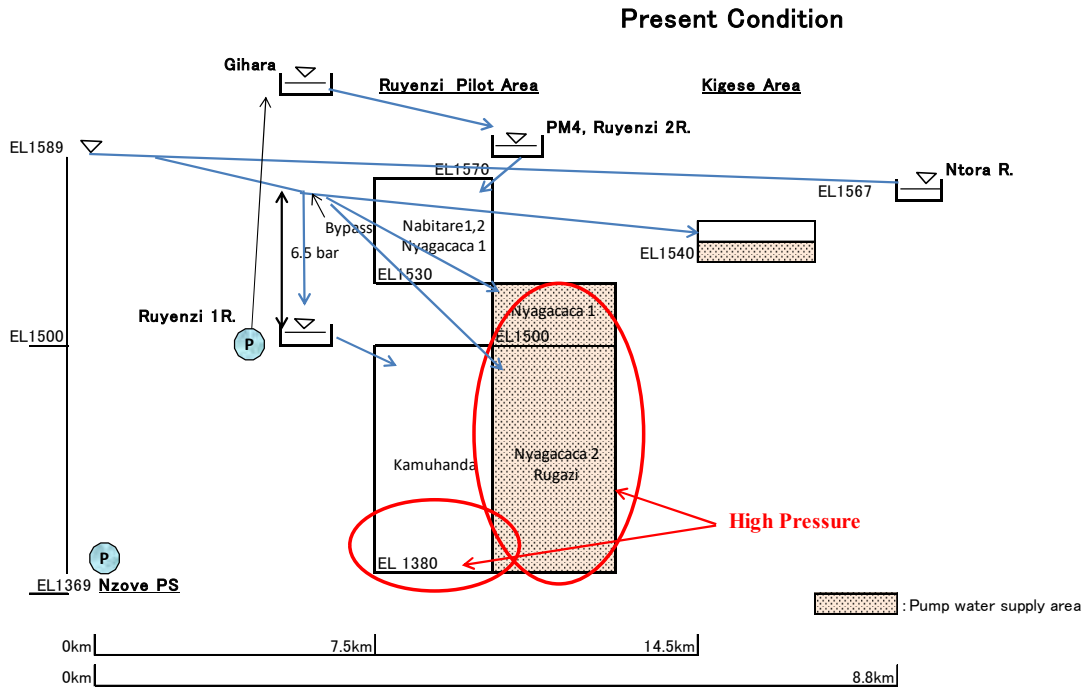 Present Condition
Gihara
Ruyenzi Pilot Area
Kigese Area
PM4, Ruyenzi 2R.
EL1589
EL1570
Ntora R.
EL1567
Bypass
Nabitare1,2
Nyagacaca 1
6.5 bar
EL1540
EL1530
Ruyenzi 1R.
Nyagacaca 1
EL1500
EL1500
P
Kamuhanda
Nyagacaca 2
Rugazi
High Pressure
P
EL 1380
EL1369 Nzove PS
: Pump water supply area
0km
7.5km
14.5km
0km
8.8km